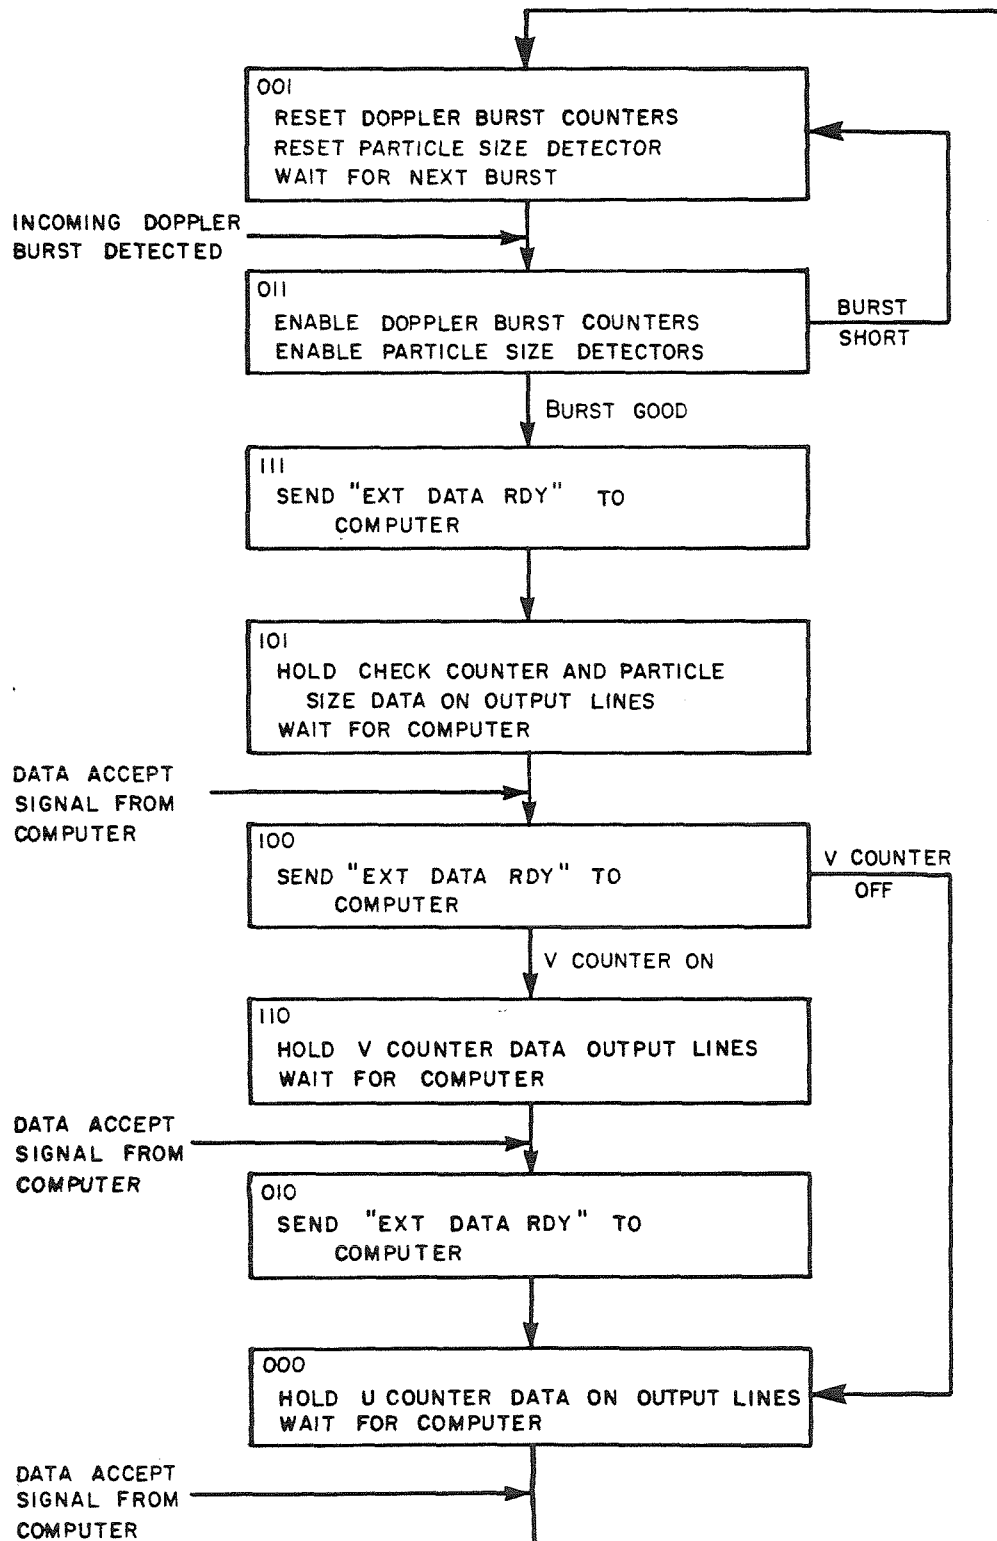 001
RESET DOPPLER BURST COUNTERS
RESET PARTICLE SIZE DETECTOR
WAIT FOR NEXT BURST
INCOMING DOPPLER
BURST DETECTED
011
ENABLE DOPPLER BURST COUNTERS
ENABLE PARTICLE SIZE DETECTORS
BURST
SHORT
BURST GOOD
111
SEND "EXT DATA RDY" TO
COMPUTER
101
HOLD CHECK COUNTER AND PARTICLE
SIZE DATA ON OUTPUT LINES
WAIT FOR COMPUTER
DATA ACCEPT
SIGNAL FROM
COMPUTER
100
SEND "EXT DATA RDY" TO
COMPUTER
V COUNTER
OFF
V COUNTER ON
110
HOLD V COUNTER DATA OUTPUT LINES
WAIT FOR COMPUTER
DATA ACCEPT
SIGNAL FROM
COMPUTER
010
SEND "EXT DATA RDY" TO
COMPUTER
000
HOLD U COUNTER DATA ON OUTPUT LINES
WAIT FOR COMPUTER
DATA ACCEPT
SIGNAL FROM
COMPUTER